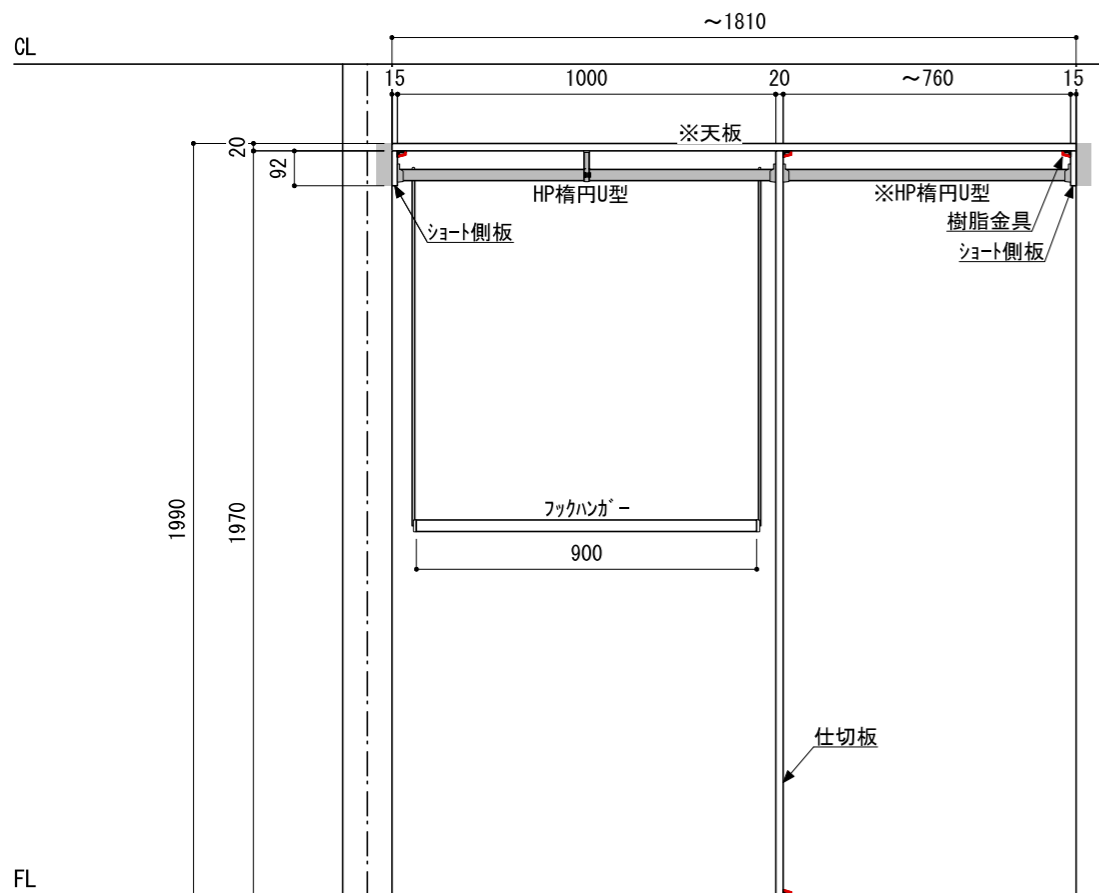 ～1810
CL
15
1000
20
～760
15
※天板
20
92
HP楕円U型
※HP楕円U型
樹脂金具
ｼｮｰﾄ側板
ｼｮｰﾄ側板
1990
1970
ﾌｯｸﾊﾝｶﾞｰ
900
仕切板
FL